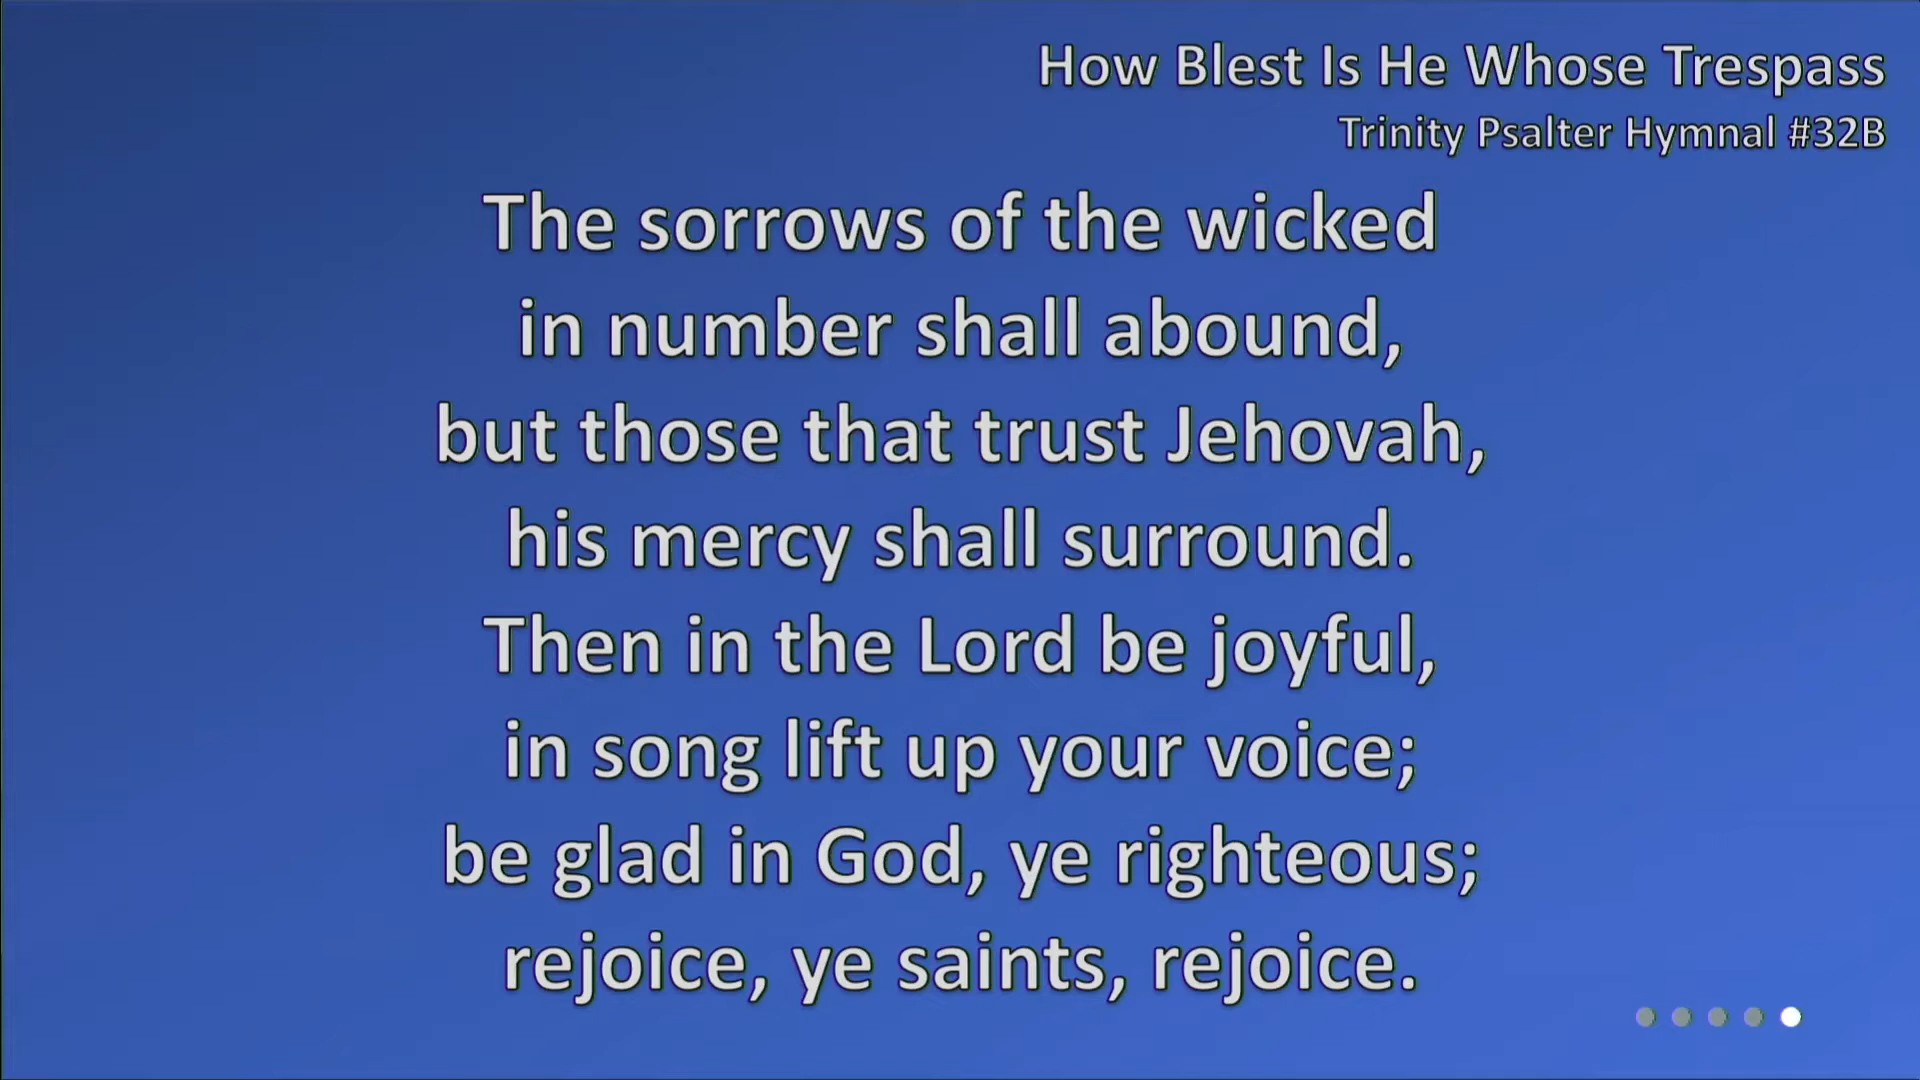 How Blest Is He Whose Trespass
Trinity Psalter Hymnal #32B
The sorrows of the wicked
in number shall abound,
but those that trust Jehovah,
his mercy shall surround.
Then in the Lord be joyful,
in song lift up your voice;
be glad in God, ye righteous;
rejoice, ye saints, rejoice.